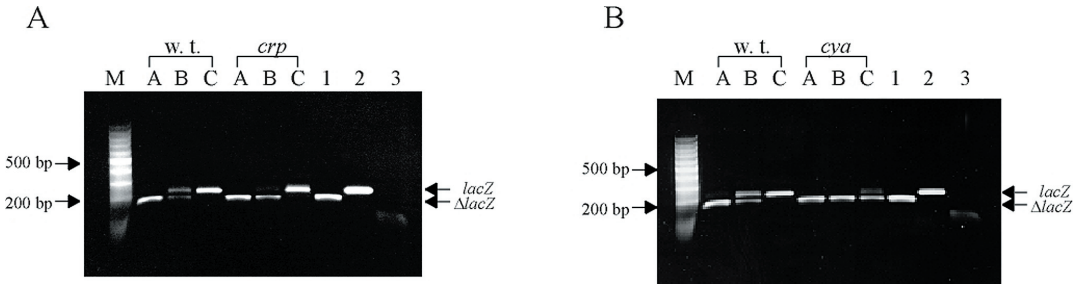 A
w. t. crp
M A B C A B C 1 2 3
500 bp
200 bp
lacZ
ΔlacZ
B
w. t. cya
M A B C A B C 1 2 3
500 bp
200 bp
lacZ
ΔlacZ